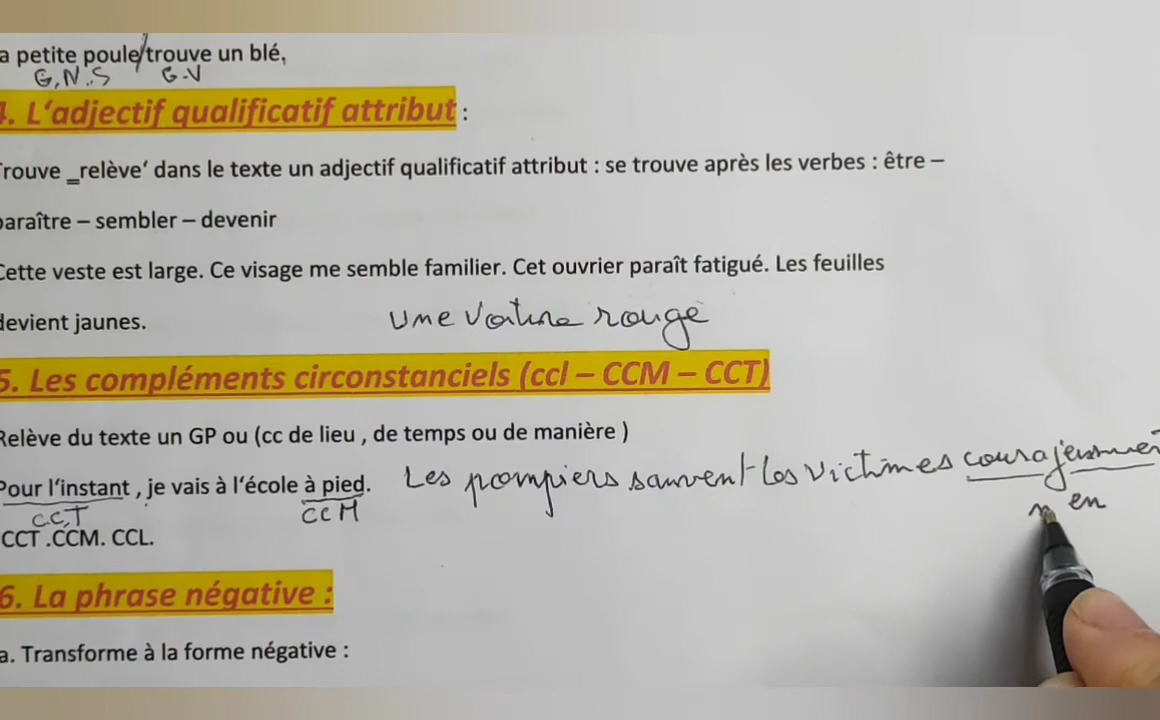 a petite poule/trouve un blé,
G.N.S G.V
4. L'adjectif qualificatif attribut :
Trouve _relève' dans le texte un adjectif qualificatif attribut : se trouve après les verbes : être –
paraître – sembler – devenir
Cette veste est large. Ce visage me semble familier. Cet ouvrier paraît fatigué. Les feuilles
devient jaunes. une voiture rouge
5. Les compléments circonstanciels (ccl – CCM – CCT)
Relève du texte un GP ou (cc de lieu , de temps ou de manière )
Pour l'instant , je vais à l'école à pied. Les pompiers sauvent les victimes courajeusement
CCT CCM en
CCT .CCM. CCL.
6. La phrase négative :
a. Transforme à la forme négative :